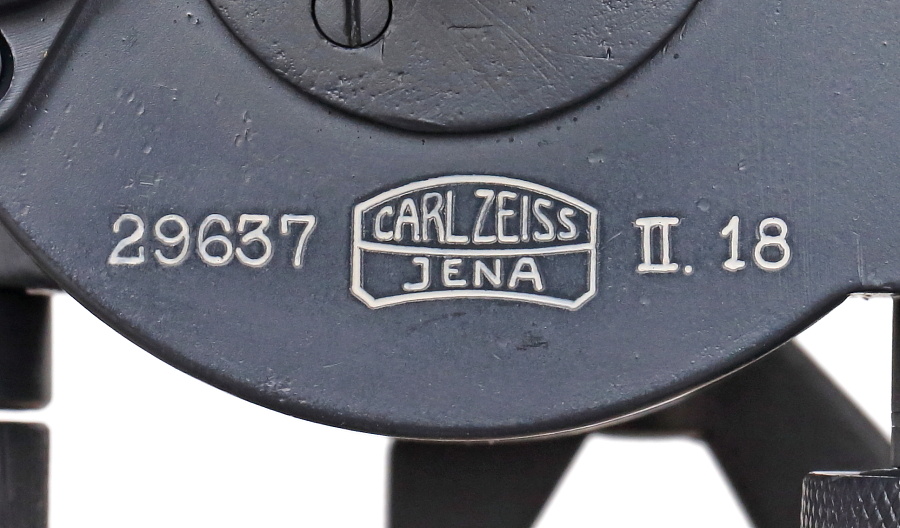 29637
CARL ZEISS
JENA
II. 18